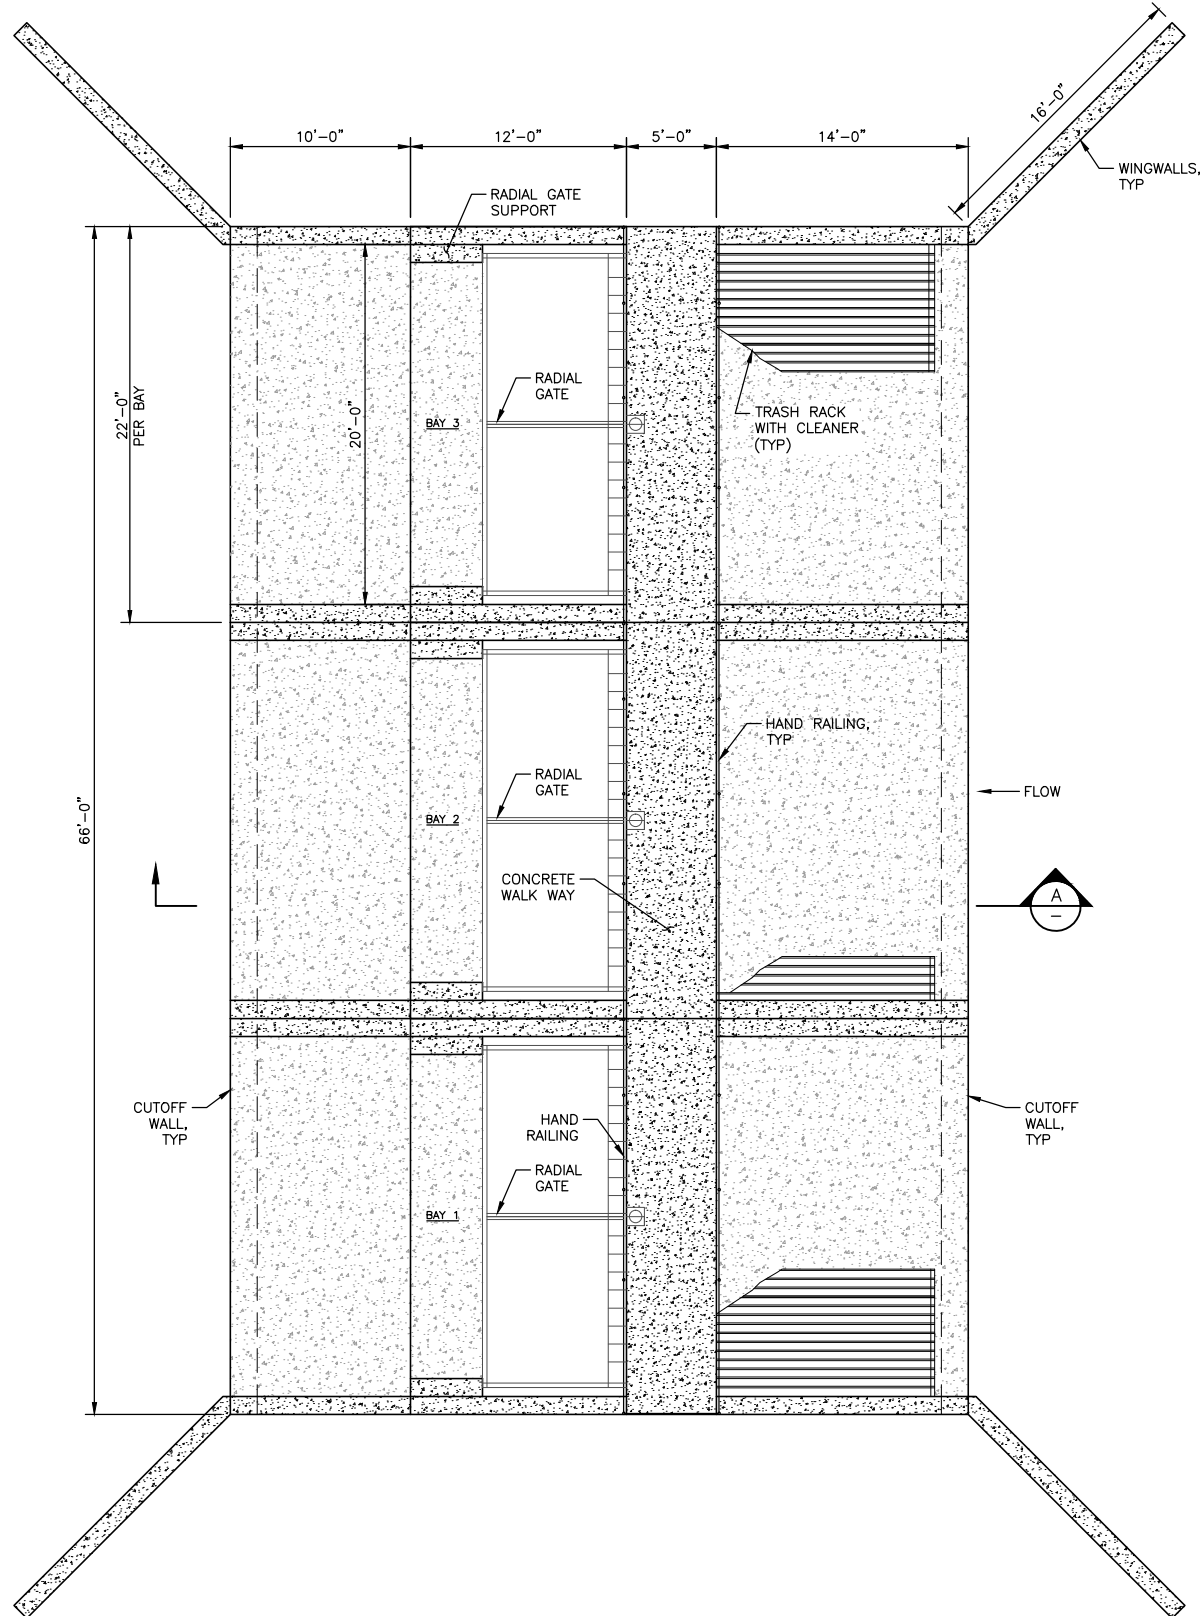 16'-0"
10'-0"
12'-0"
5'-0"
14'-0"
WINGWALLS,
TYP
RADIAL GATE
SUPPORT
22'-0"
PER BAY
20'-0"
RADIAL
GATE
BAY 3
TRASH RACK
WITH CLEANER
(TYP)
HAND RAILING,
TYP
66'-0"
RADIAL
GATE
BAY 2
FLOW
CONCRETE
WALK WAY
A
–
CUTOFF
WALL,
TYP
HAND
RAILING
CUTOFF
WALL,
TYP
RADIAL
GATE
BAY 1